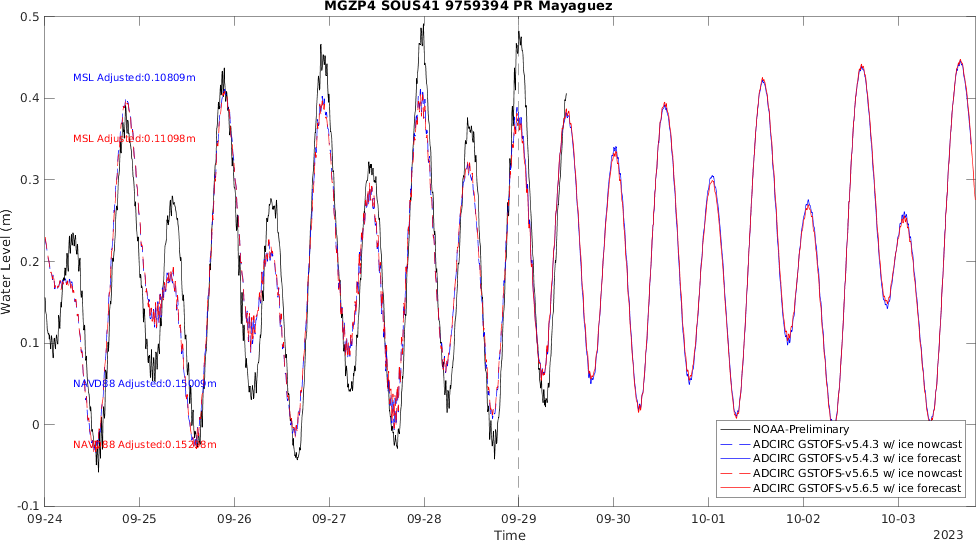 MGZP4 SOUS41 9759394 PR Mayaguez
0.5
0.4
0.3
0.2
0.1
0
-0.1
Water Level (m)
MSL Adjusted:0.10809m
MSL Adjusted:0.11098m
NAVD88 Adjusted:0.15009m
NAVD88 Adjusted:
NOAA-Preliminary
ADCIRC GSTOFS-v5.4.3 w/ ice nowcast
ADCIRC GSTOFS-v5.4.3 w/ ice forecast
ADCIRC GSTOFS-v5.6.5 w/ ice nowcast
ADCIRC GSTOFS-v5.6.5 w/ ice forecast
09-24 09-25 09-26 09-27 09-28 09-29 09-30 10-01 10-02 10-03
Time
2023